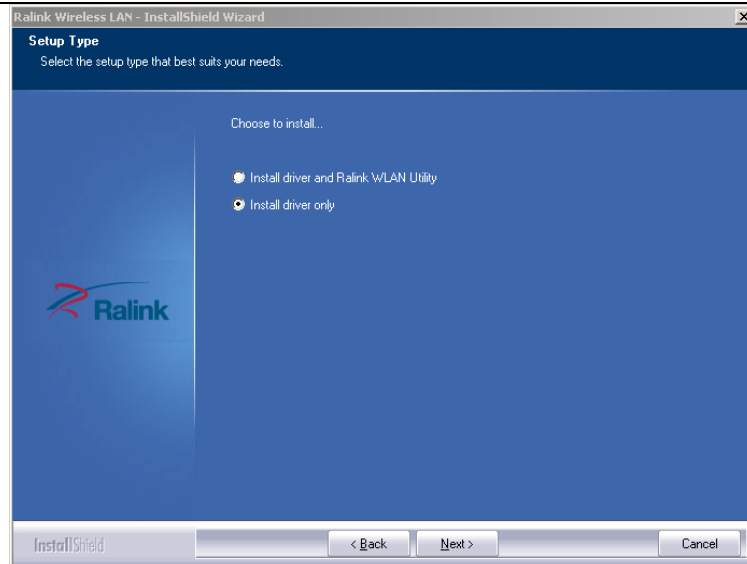 Ralink Wireless LAN - InstallShield Wizard
Setup Type
Select the setup type that best suits your needs.
Choose to install...
Install driver and Ralink WLAN Utility
Install driver only
Ralink
InstallShield
< Back
Next >
Cancel